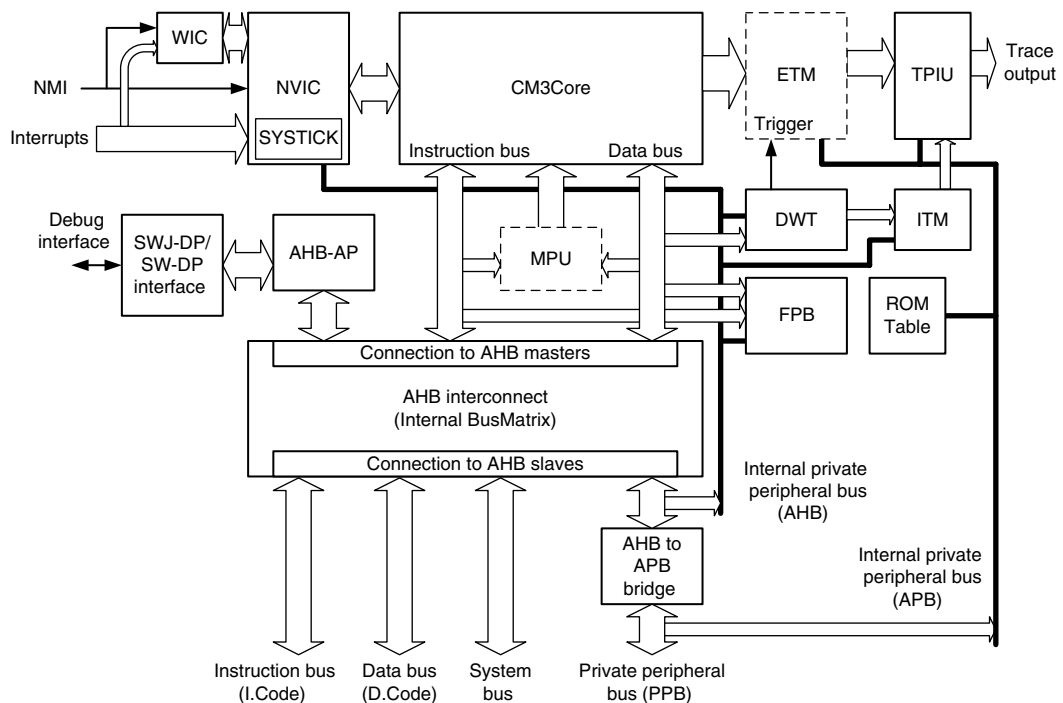 WIC
NMI
NVIC
Interrupts
SYSTICK
CM3Core
Instruction bus
Data bus
ETM
Trigger
TPIU
Trace
output
Debug
interface
SWJ-DP/
SW-DP
interface
AHB-AP
MPU
DWT
ITM
FPB
ROM
Table
Connection to AHB masters
AHB interconnect
(Internal BusMatrix)
Connection to AHB slaves
Internal private
peripheral bus
(AHB)
AHB to
APB
bridge
Internal private
peripheral bus
(APB)
Instruction bus
(I.Code)
Data bus
(D.Code)
System
bus
Private peripheral
bus (PPB)